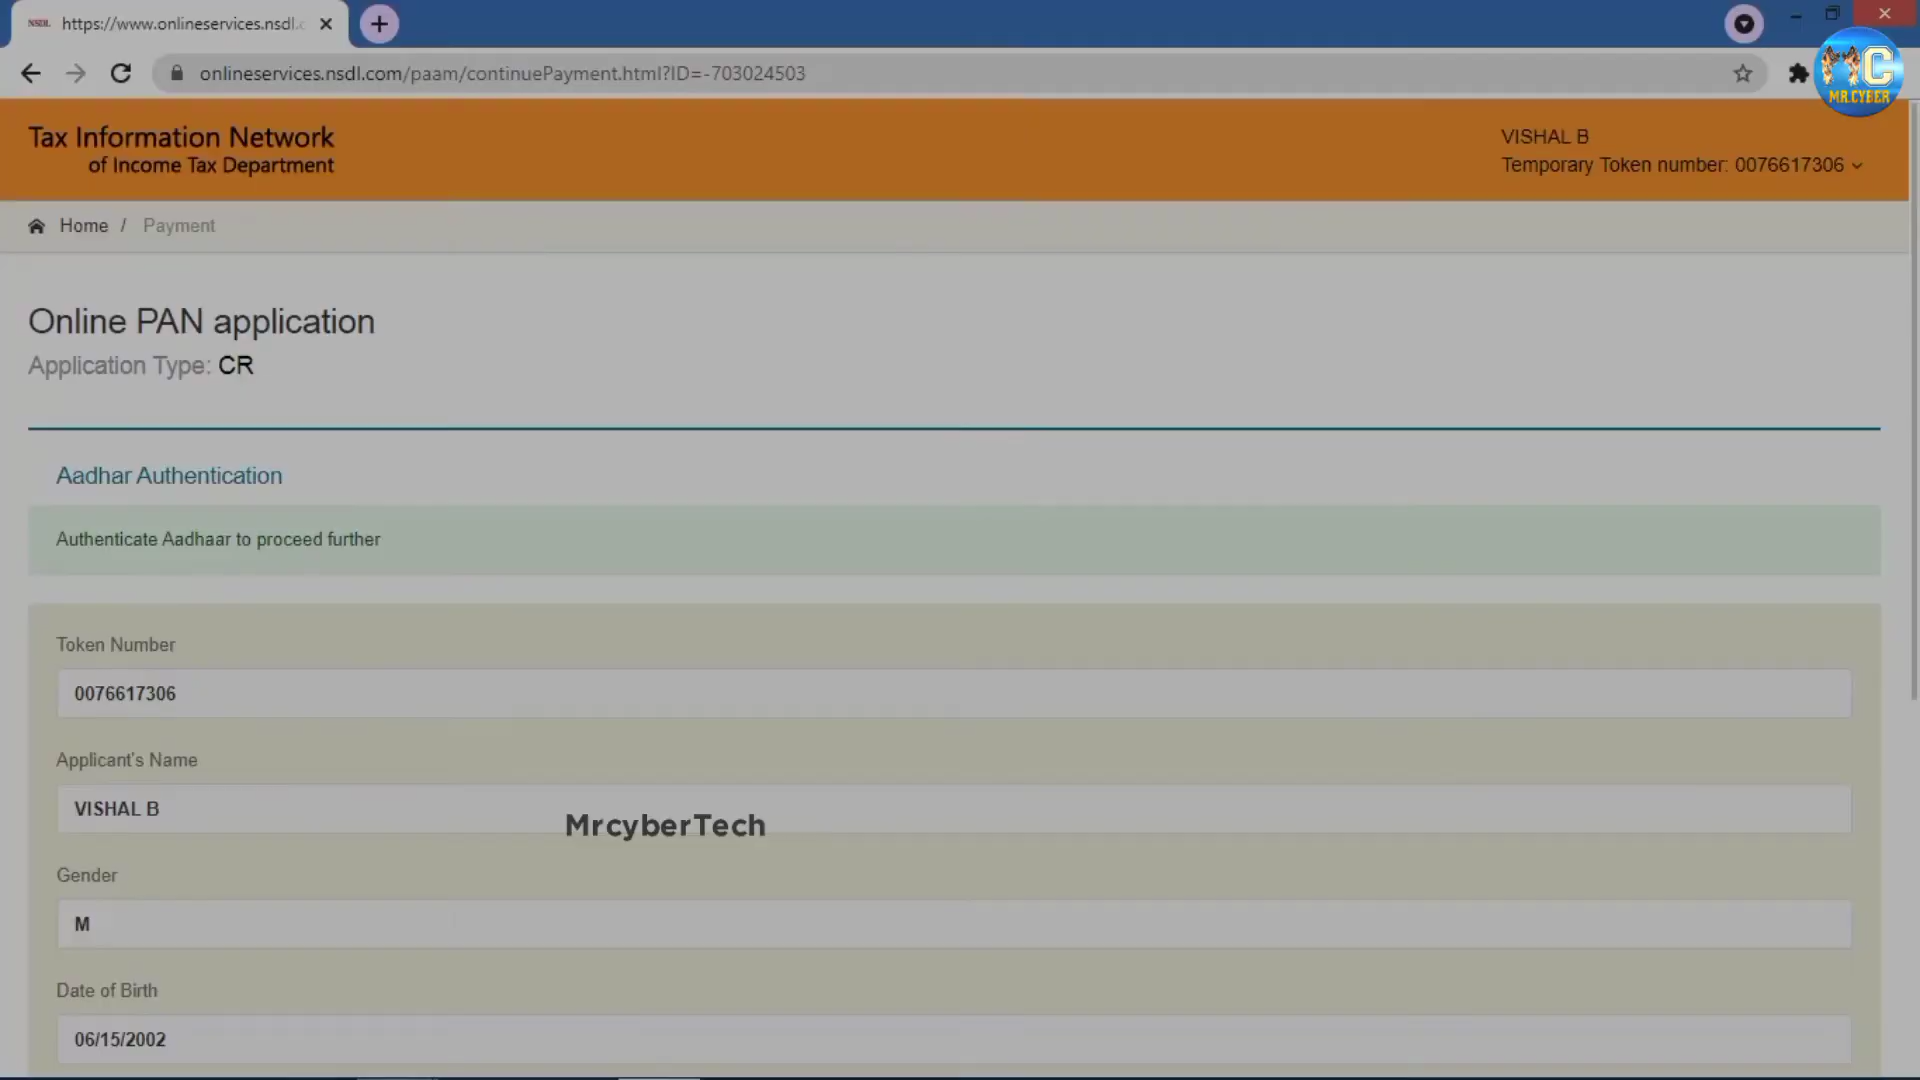 NSDL https://www.onlineservices.nsdl.c
onlineservices.nsdl.com/paam/continuePayment.html?ID=-703024503
MC
MR.CYBER
Tax Information Network
of Income Tax Department
VISHAL B
Temporary Token number: 0076617306
Home / Payment
Online PAN application
Application Type: CR
Aadhar Authentication
Authenticate Aadhaar to proceed further
Token Number
0076617306
Applicant's Name
VISHAL B
MrcyberTech
Gender
M
Date of Birth
06/15/2002